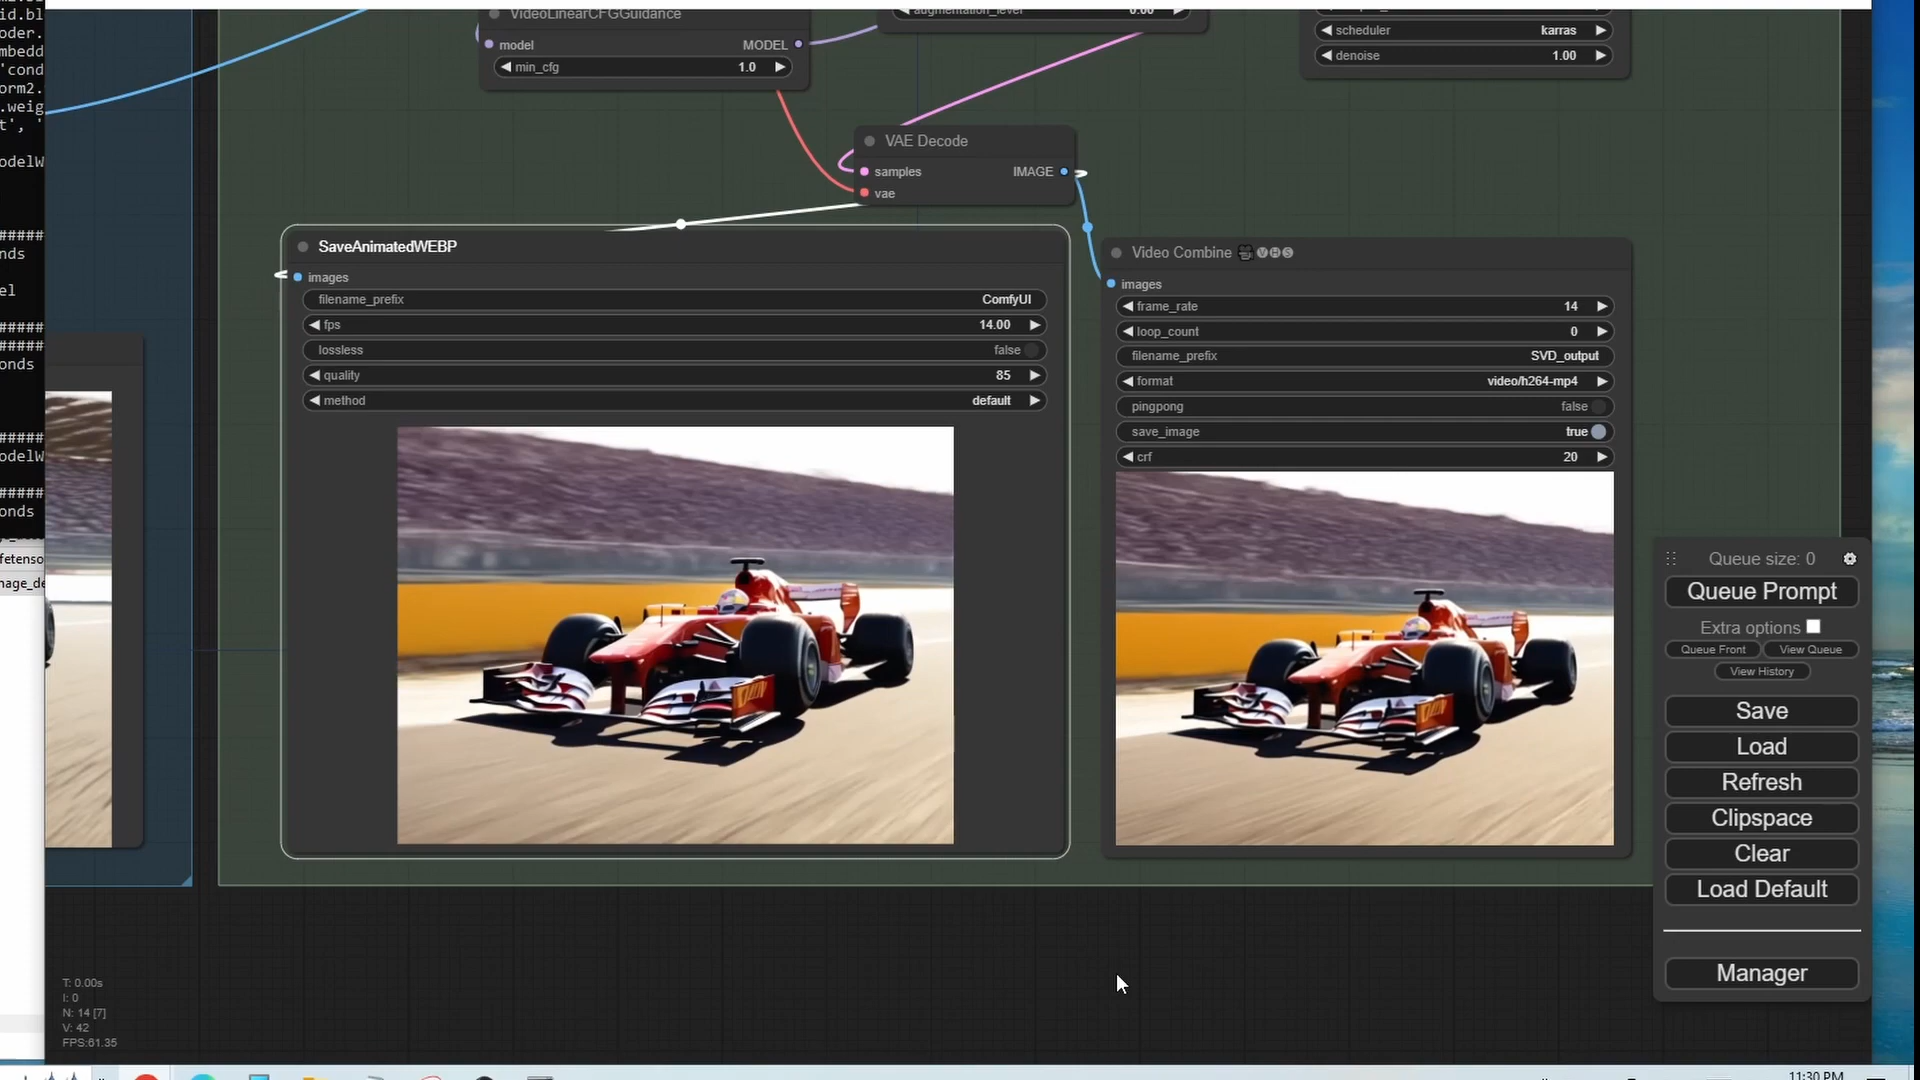 VideoLinearCFGGuidance
augmentation_level 0.00
model MODEL
min_cfg 1.0
scheduler karras
denoise 1.00
VAE Decode
samples IMAGE
vae
SaveAnimatedWEBP
images
filename_prefix ComfyUI
fps 14.00
lossless false
quality 85
method default
Video Combine
images
frame_rate 14
loop_count 0
filename_prefix SVD_output
format video/h264-mp4
pingpong false
save_image true
crf 20
Queue size: 0
Queue Prompt
Extra options
Queue Front View Queue
View History
Save
Load
Refresh
Clipspace
Clear
Load Default
Manager
T: 0.00s
I: 0
N: 14 [7]
V: 42
FPS:61.35
11:30 PM